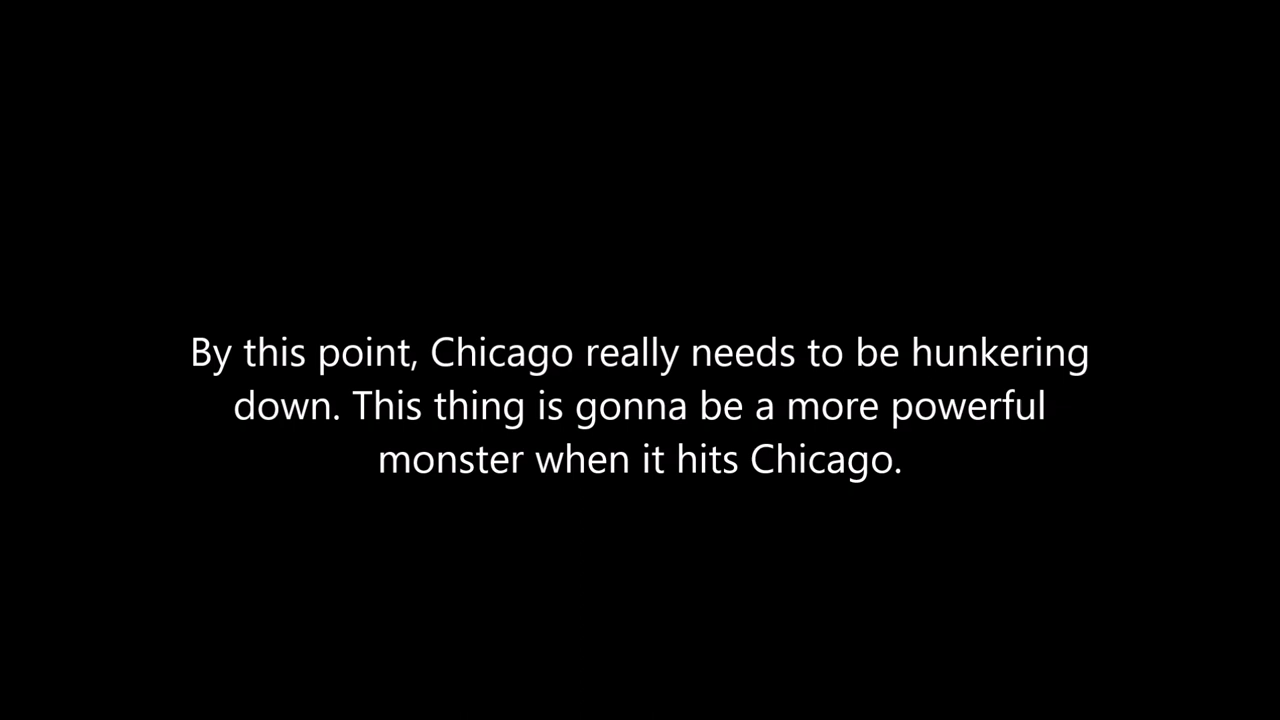 By this point, Chicago really needs to be hunkering
down. This thing is gonna be a more powerful
monster when it hits Chicago.